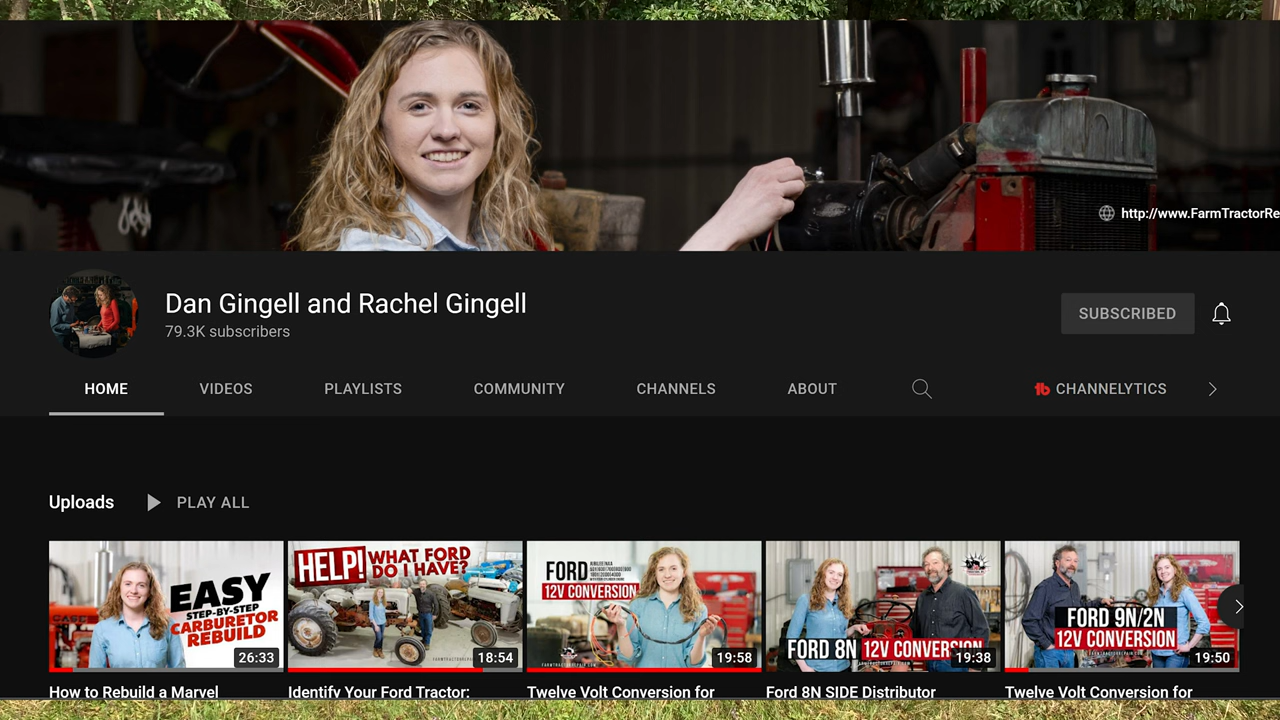 http://www.FarmTractorRe
Dan Gingell and Rachel Gingell
79.3K subscribers
SUBSCRIBED
HOME
VIDEOS
PLAYLISTS
COMMUNITY
CHANNELS
ABOUT
CHANNELYTICS
Uploads
PLAY ALL
EASY
STEP-BY-STEP
CARBURETOR
REBUILD
CASE
26:33
HELP! WHAT FORD
DO I HAVE?
18:54
FORD
12V CONVERSION
FARMTRACTORREPAIR.COM
19:58
FORD 8N 12V CONVERSION
19:38
FORD 9N/2N
12V CONVERSION
19:50
How to Rebuild a Marvel
Identify Your Ford Tractor:
Twelve Volt Conversion for
Ford 8N SIDE Distributor
Twelve Volt Conversion for